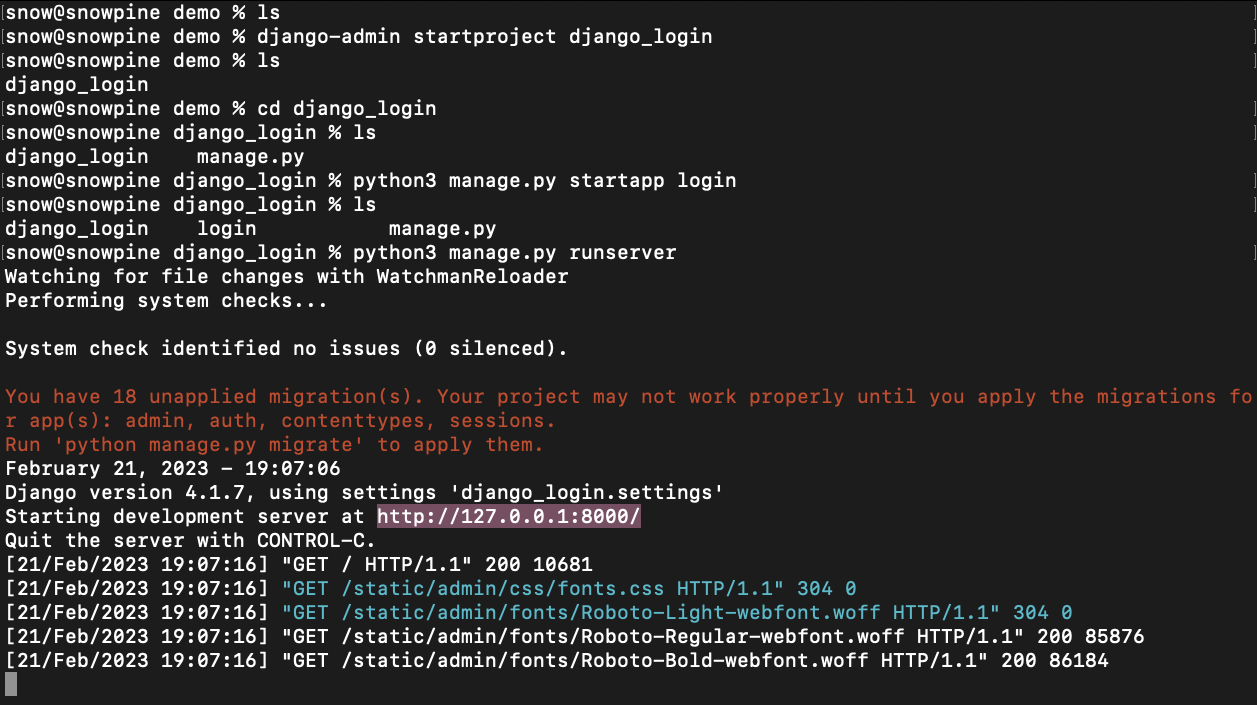 [snow@snowpine demo % ls ]
[snow@snowpine demo % django-admin startproject django_login ]
[snow@snowpine demo % ls ]
django_login
[snow@snowpine demo % cd django_login ]
[snow@snowpine django_login % ls ]
django_login    manage.py
[snow@snowpine django_login % python3 manage.py startapp login ]
[snow@snowpine django_login % ls ]
django_login    login           manage.py
[snow@snowpine django_login % python3 manage.py runserver ]
Watching for file changes with WatchmanReloader
Performing system checks...
System check identified no issues (0 silenced).
You have 18 unapplied migration(s). Your project may not work properly until you apply the migrations fo
r app(s): admin, auth, contenttypes, sessions.
Run 'python manage.py migrate' to apply them.
February 21, 2023 - 19:07:06
Django version 4.1.7, using settings 'django_login.settings'
Starting development server at http://127.0.0.1:8000/
Quit the server with CONTROL-C.
[21/Feb/2023 19:07:16] "GET / HTTP/1.1" 200 10681
[21/Feb/2023 19:07:16] "GET /static/admin/css/fonts.css HTTP/1.1" 304 0
[21/Feb/2023 19:07:16] "GET /static/admin/fonts/Roboto-Light-webfont.woff HTTP/1.1" 304 0
[21/Feb/2023 19:07:16] "GET /static/admin/fonts/Roboto-Regular-webfont.woff HTTP/1.1" 200 85876
[21/Feb/2023 19:07:16] "GET /static/admin/fonts/Roboto-Bold-webfont.woff HTTP/1.1" 200 86184